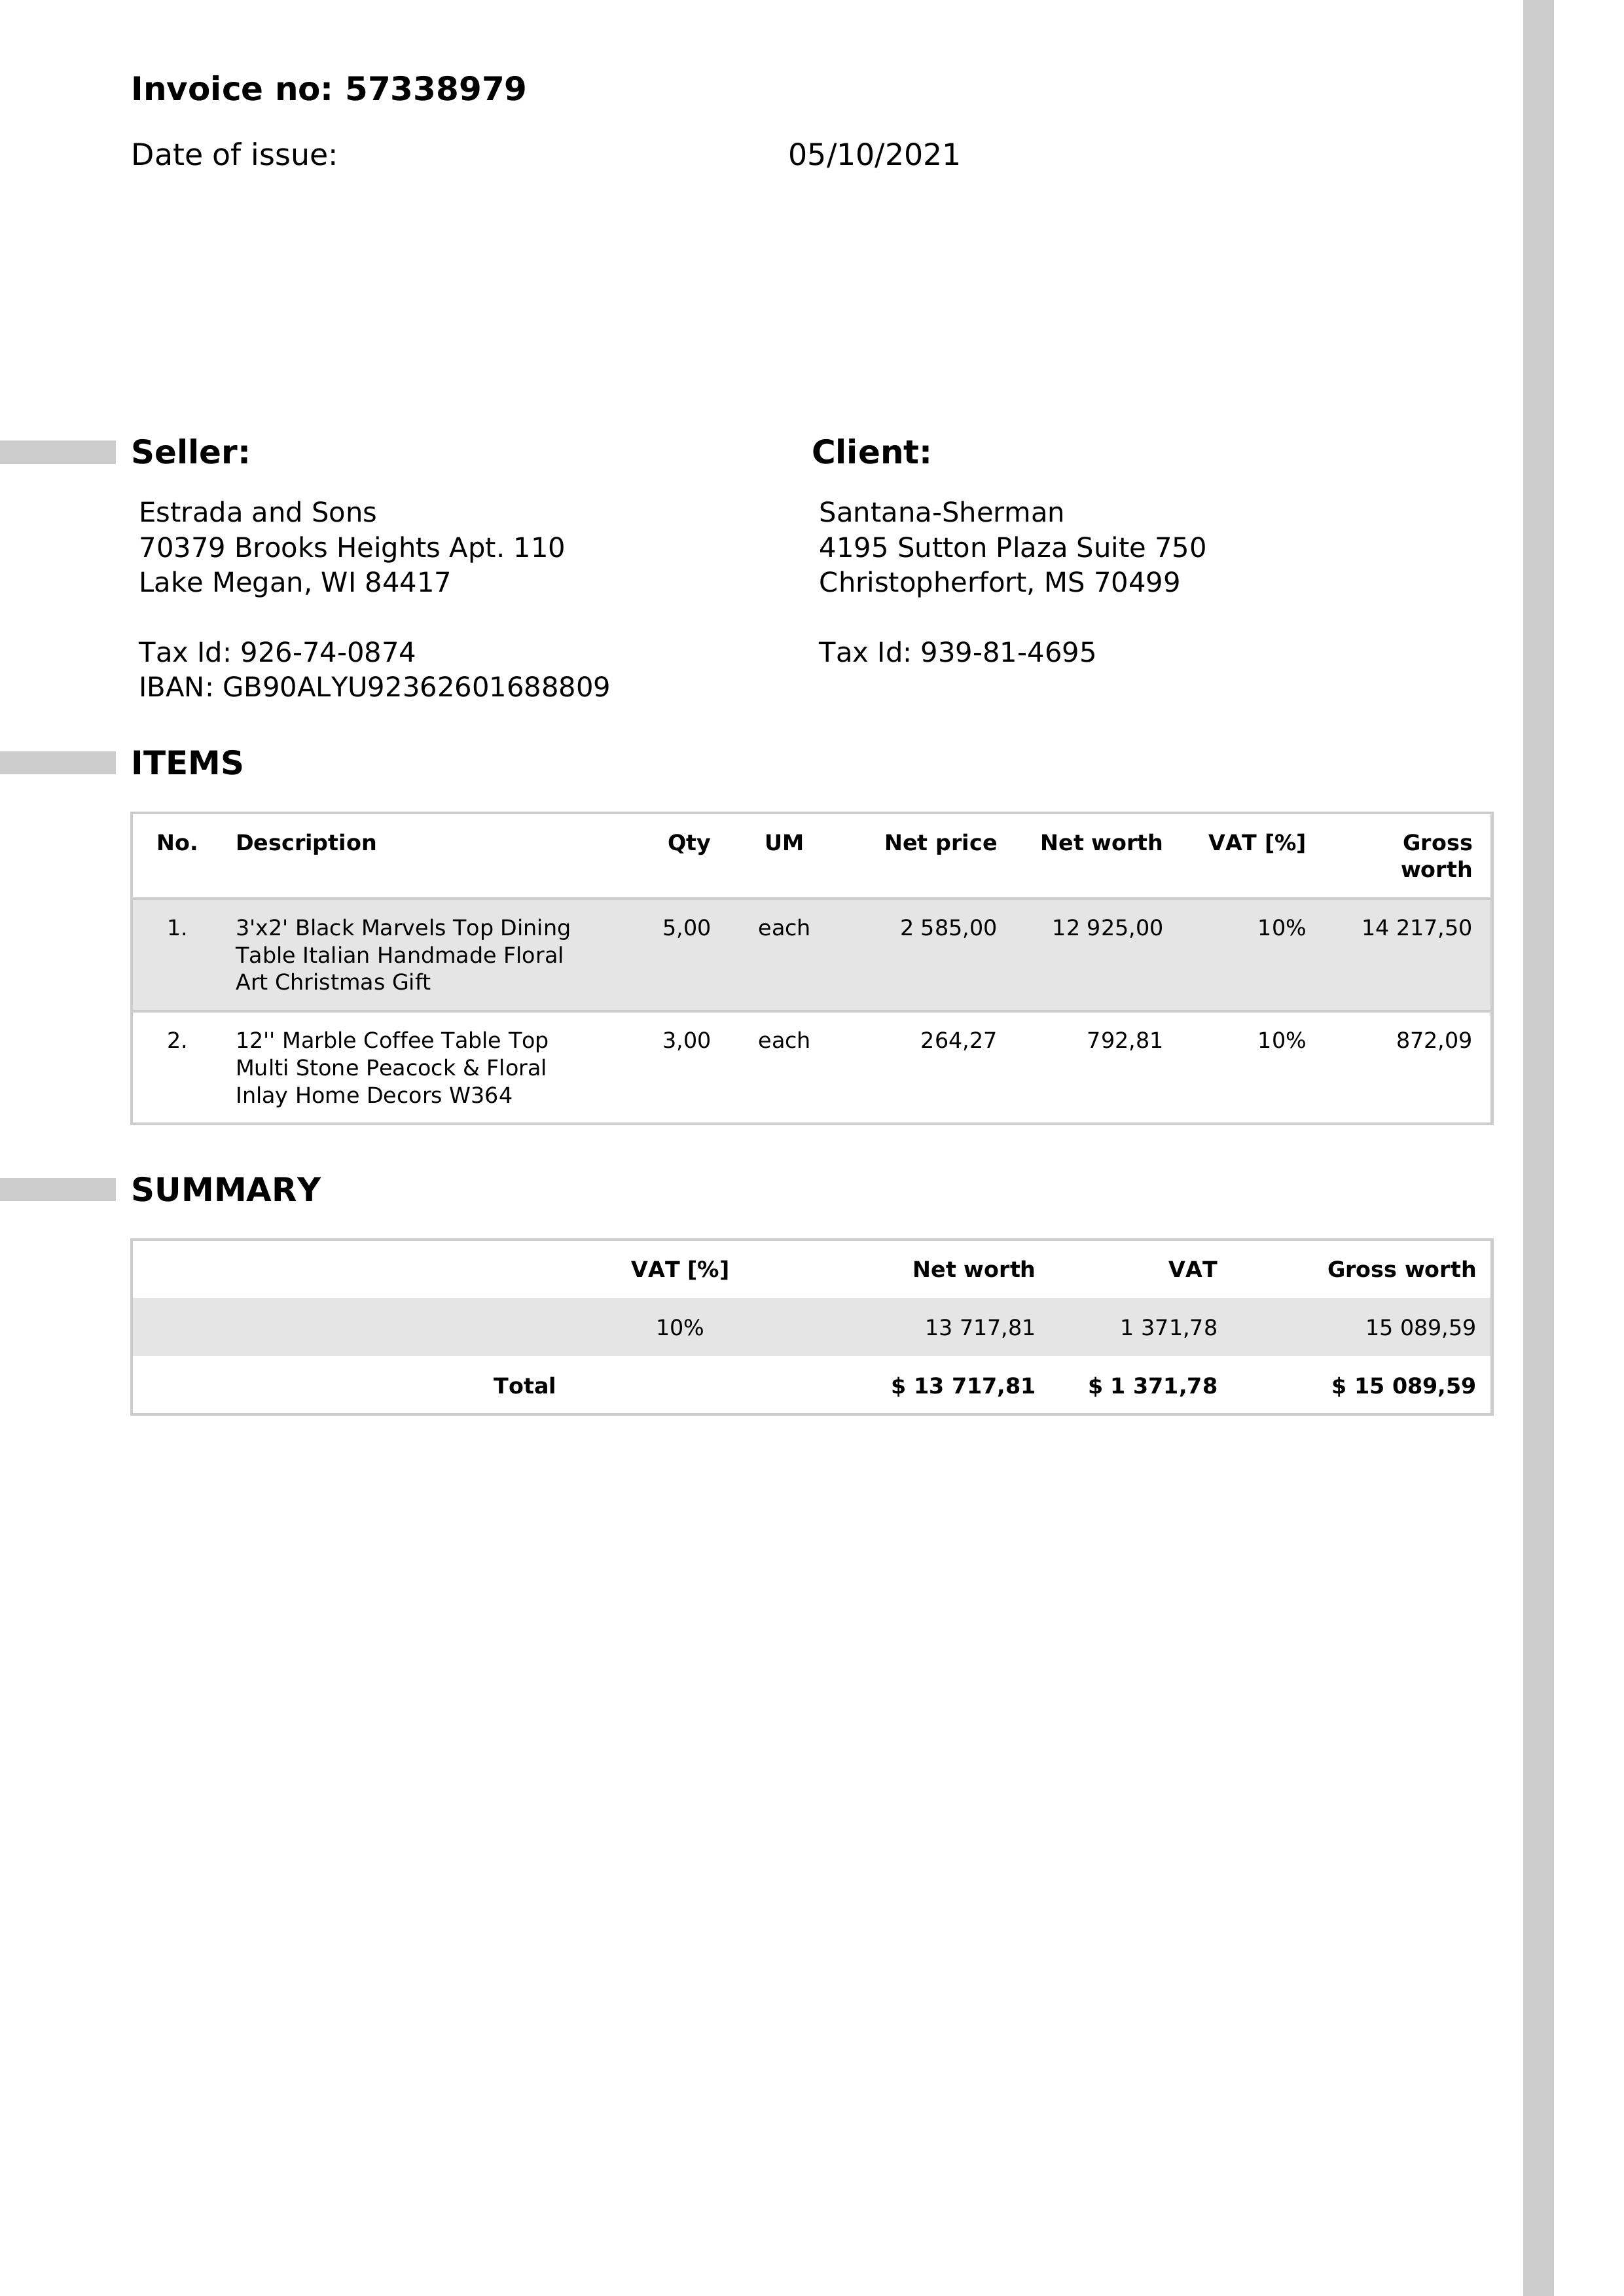 Invoice no: 57338979
Date of issue: 05/10/2021
Seller:
Estrada and Sons
70379 Brooks Heights Apt. 110
Lake Megan, WI 84417
Tax Id: 926-74-0874
IBAN: GB90ALYU92362601688809
Client:
Santana-Sherman
4195 Sutton Plaza Suite 750
Christopherfort, MS 70499
Tax Id: 939-81-4695
ITEMS
No. Description Qty UM Net price Net worth VAT [%] Gross
worth
1. 3'x2' Black Marvels Top Dining 5,00 each 2 585,00 12 925,00 10% 14 217,50
Table Italian Handmade Floral
Art Christmas Gift
2. 12'' Marble Coffee Table Top 3,00 each 264,27 792,81 10% 872,09
Multi Stone Peacock & Floral
Inlay Home Decors W364
SUMMARY
VAT [%] Net worth VAT Gross worth
10% 13 717,81 1 371,78 15 089,59
Total $ 13 717,81 $ 1 371,78 $ 15 089,59